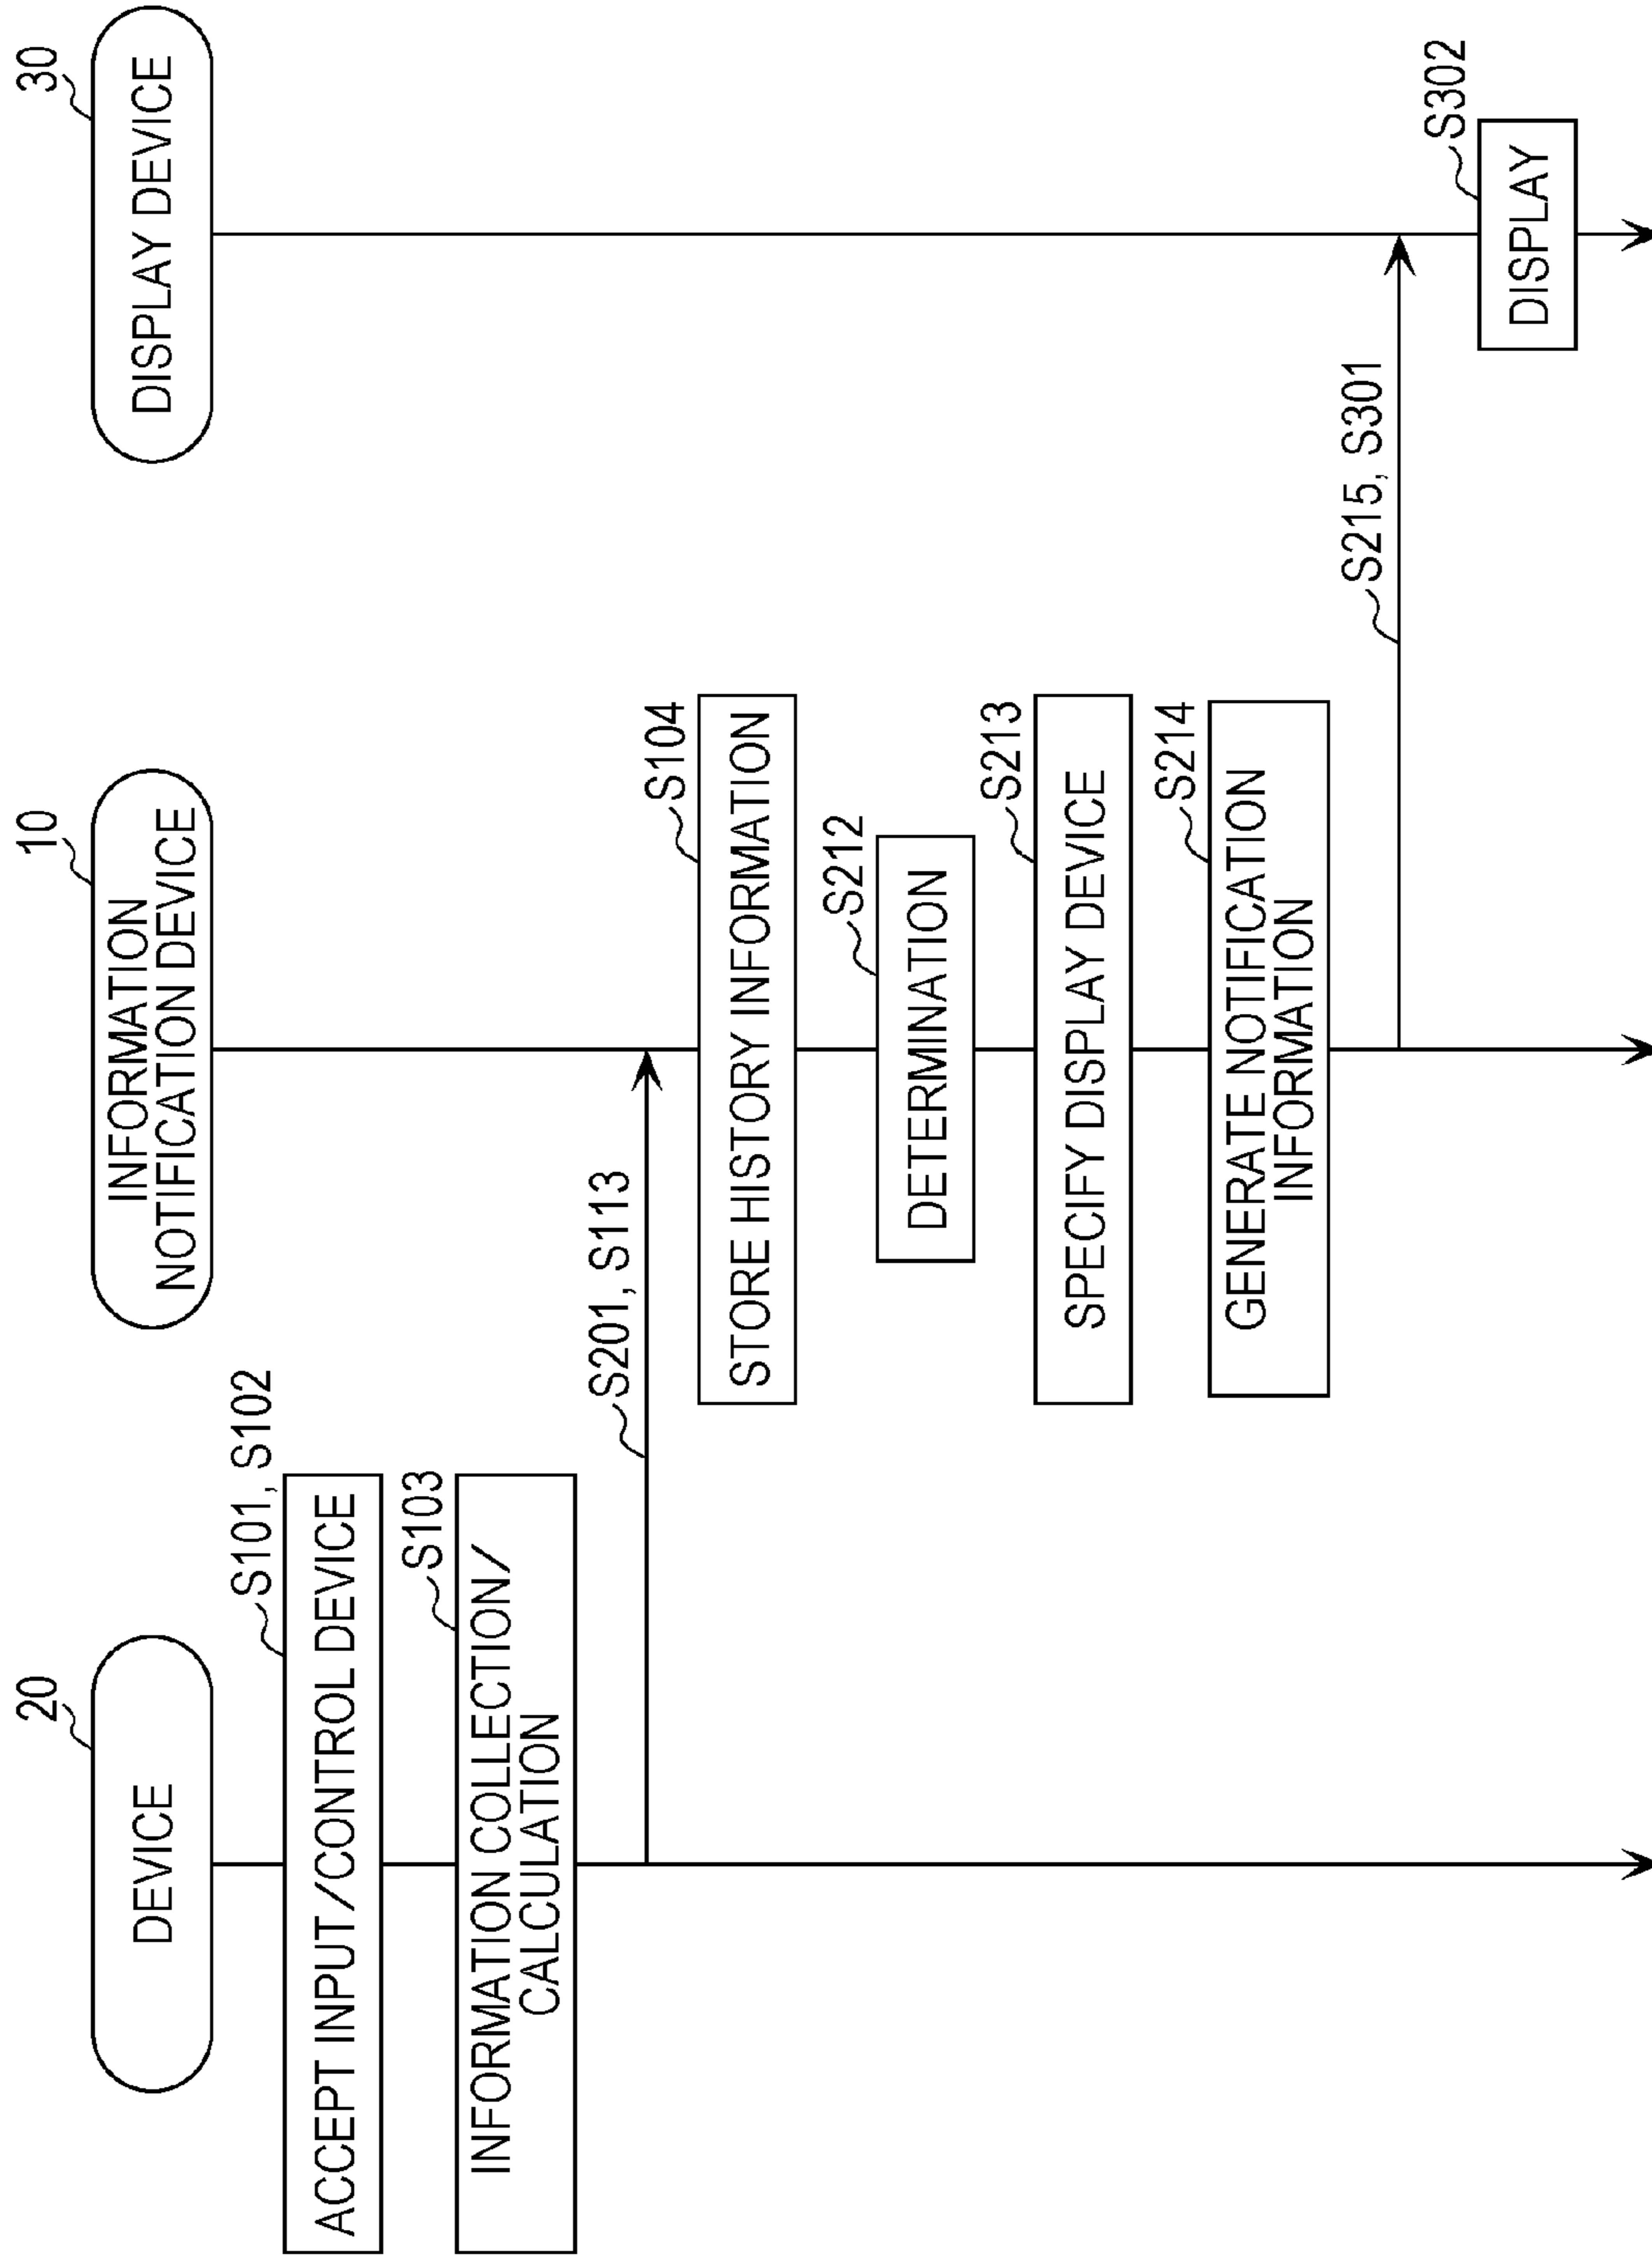 20
DEVICE
10
INFORMATION
NOTIFICATION DEVICE
30
DISPLAY DEVICE
S101, S102
ACCEPT INPUT/CONTROL DEVICE
S103
INFORMATION COLLECTION/
CALCULATION
S201, S113
S104
STORE HISTORY INFORMATION
S212
DETERMINATION
S213
SPECIFY DISPLAY DEVICE
S214
GENERATE NOTIFICATION
INFORMATION
S215, S301
S302
DISPLAY